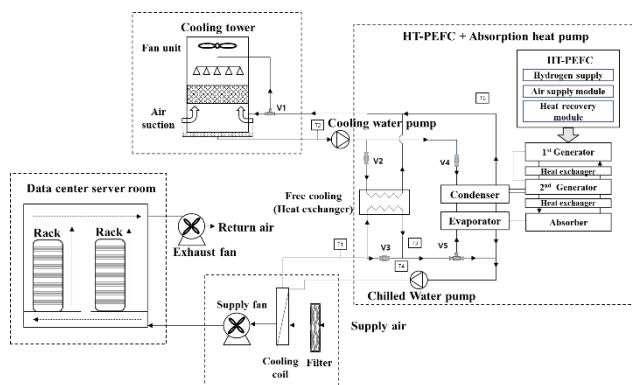 Cooling tower
Fan unit
Air
suction
V1
T2
Cooling water pump
HT-PEFC + Absorption heat pump
HT-PEFC
Hydrogen supply
Air supply module
Heat recovery
module
1st Generator
Heat exchanger
2nd Generator
Heat exchanger
Absorber
V2
V4
Free cooling
(Heat exchanger)
Condenser
Evaporator
V3
T4
V5
Chilled Water pump
Data center server room
Rack
Rack
Return air
Exhaust fan
Supply fan
Supply air
Cooling
coil
Filter